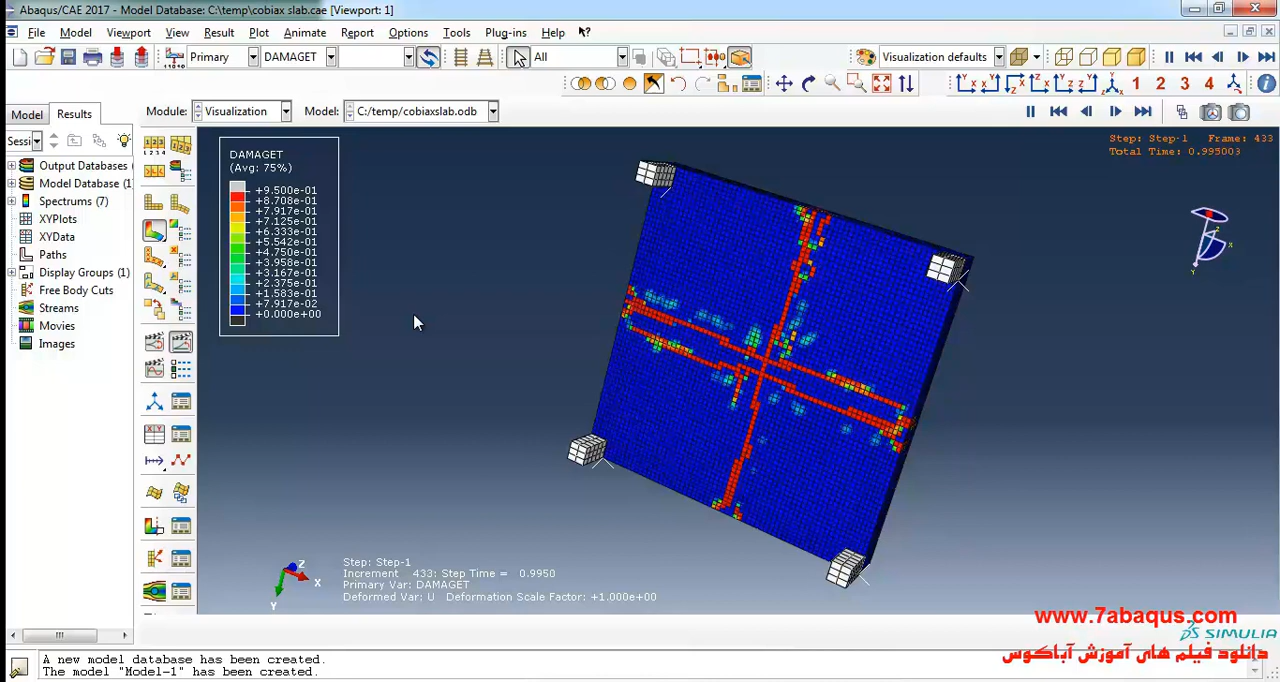 Abaqus/CAE 2017 - Model Database: C:\temp\cobiax slab.cae [Viewport: 1]
File Model Viewport View Result Plot Animate Report Options Tools Plug-ins Help
Primary DAMAGET All Visualization defaults
1 2 3 4
Model Results Module: Visualization Model: C:/temp/cobiaxslab.odb
Sessi
Output Databases
Model Database (1)
Spectrums (7)
XYPlots
XYData
Paths
Display Groups (1)
Free Body Cuts
Streams
Movies
Images
DAMAGET
(Avg: 75%)
+9.500e-01
+8.708e-01
+7.917e-01
+7.125e-01
+6.333e-01
+5.542e-01
+4.750e-01
+3.958e-01
+3.167e-01
+2.375e-01
+1.583e-01
+7.917e-02
+0.000e+00
Step: Step-1 Frame: 433
Total Time: 0.995003
Z
X
Y
Step: Step-1
Increment 433: Step Time = 0.9950
Primary Var: DAMAGET
Deformed Var: U Deformation Scale Factor: +1.000e+00
www.7abaqus.com
SIMULIA
دانلود فیلم های آموزش آباکوس
A new model database has been created.
The model "Model-1" has been created.